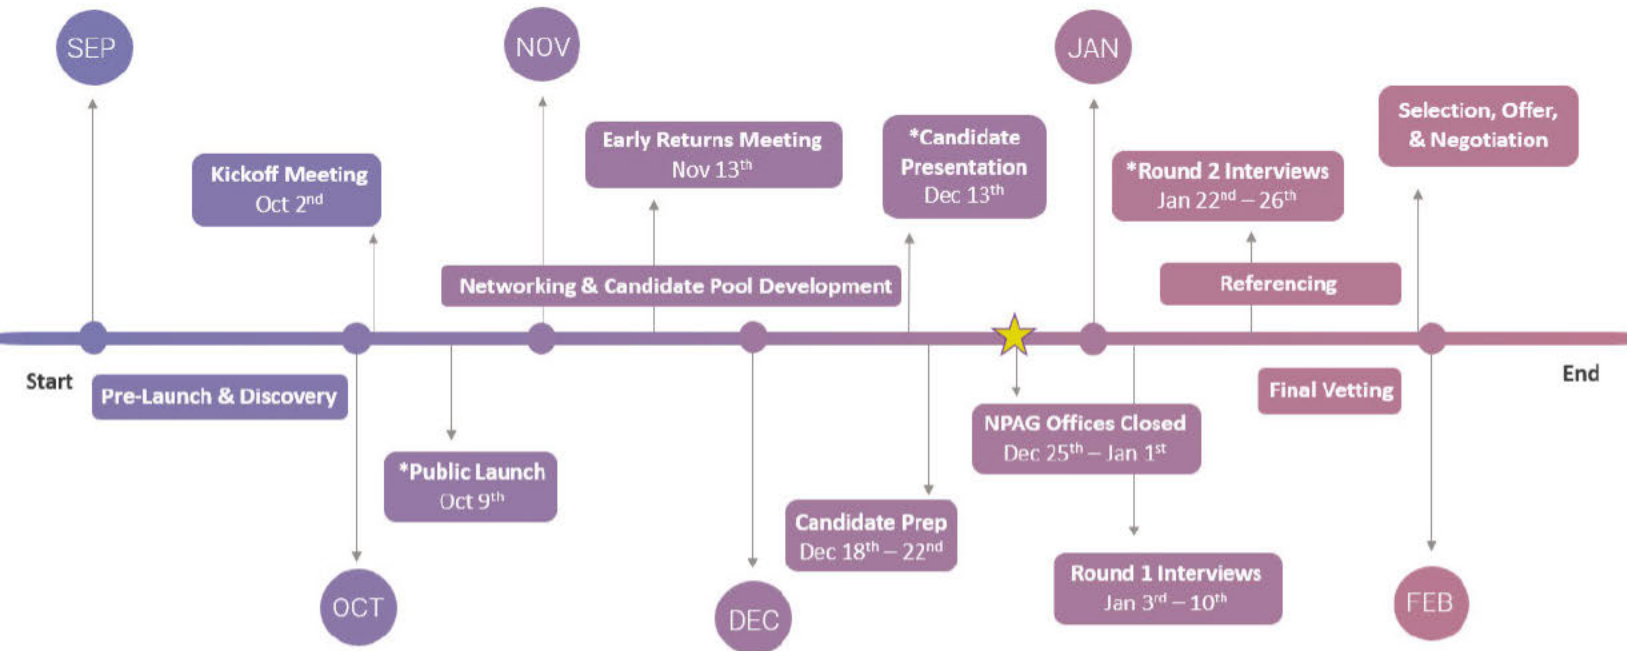 SEP
NOV
JAN
Selection, Offer,
& Negotiation
Early Returns Meeting
Nov 13th
*Candidate
Presentation
Dec 13th
Kickoff Meeting
Oct 2nd
*Round 2 Interviews
Jan 22nd – 26th
Networking & Candidate Pool Development
Referencing
Start
Pre-Launch & Discovery
Final Vetting
End
NPAG Offices Closed
Dec 25th – Jan 1st
*Public Launch
Oct 9th
Candidate Prep
Dec 18th – 22nd
Round 1 Interviews
Jan 3rd – 10th
OCT
DEC
FEB